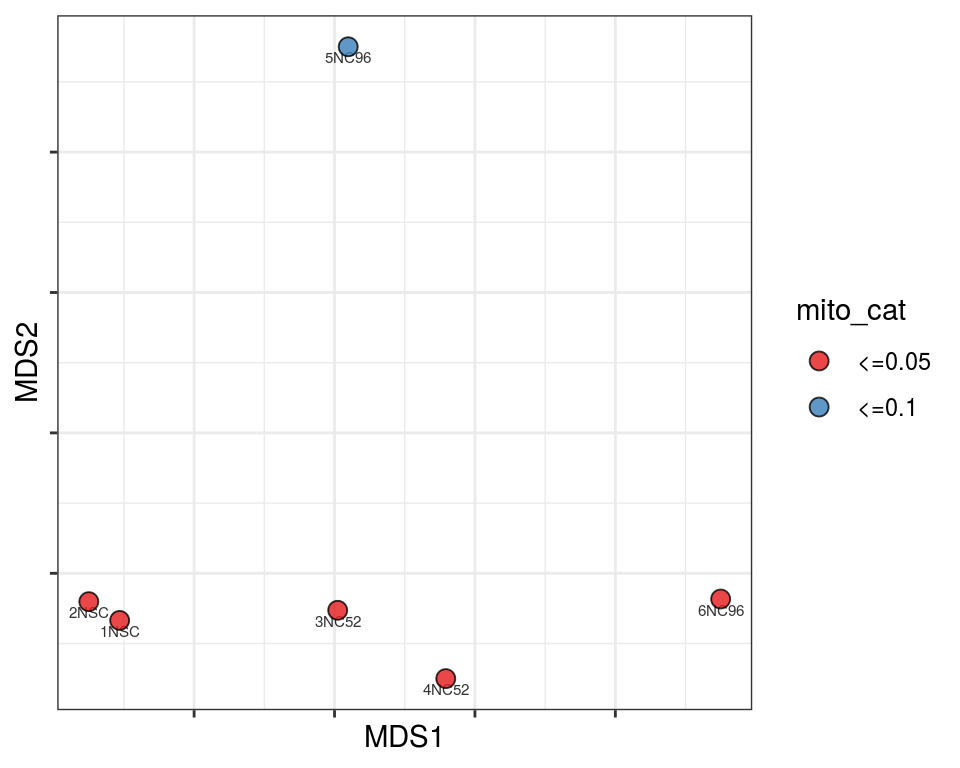 5NC96
MDS2
mito_cat
<=0.05
<=0.1
2NSC
1NSC
3NC52
6NC96
4NC52
MDS1